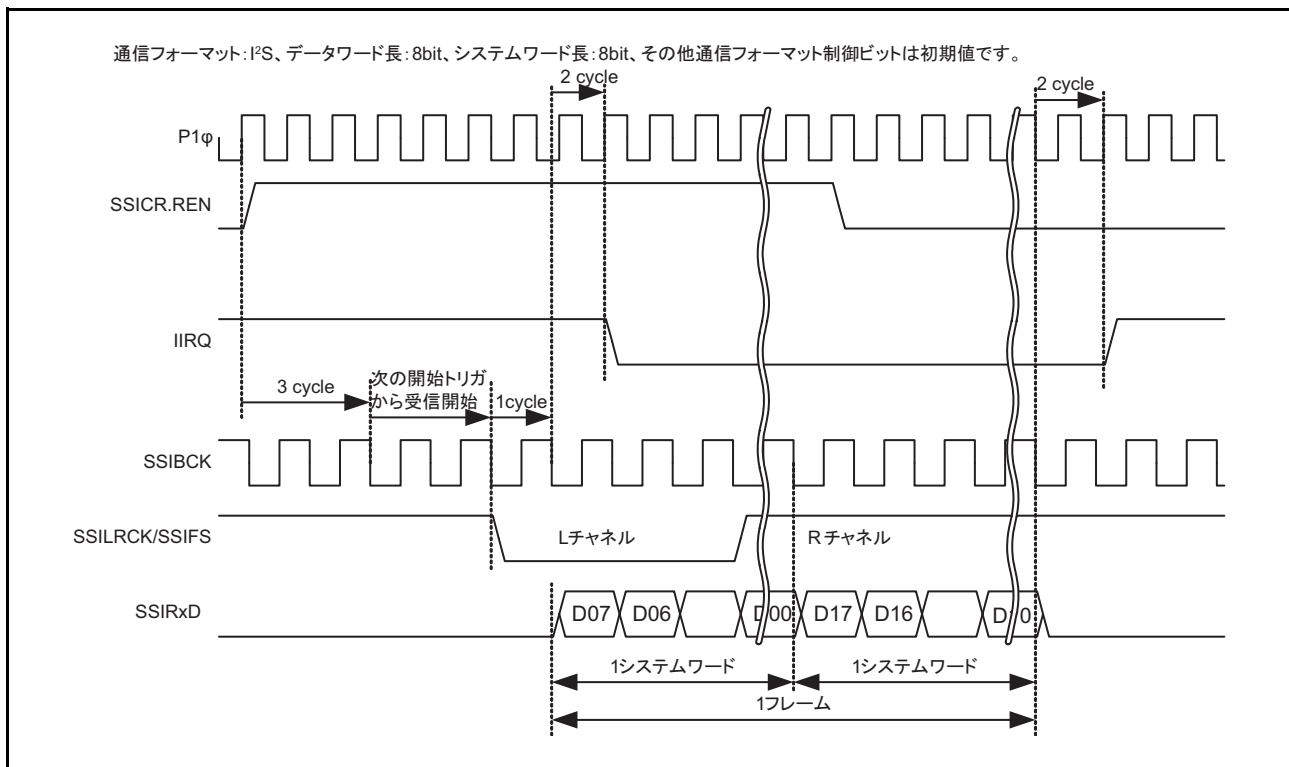 通信フォーマット：I²S、データワード長：8bit、システムワード長：8bit、その他通信フォーマット制御ビットは初期値です。
2 cycle
2 cycle
P1φ
SSICR.REN
IIRQ
3 cycle
次の開始トリガ
から受信開始
1cycle
SSIBCK
SSILRCK/SSIFS
Lチャネル
Rチャネル
SSIRxD
D07
D06
D00
D17
D16
D10
1システムワード
1システムワード
1フレーム